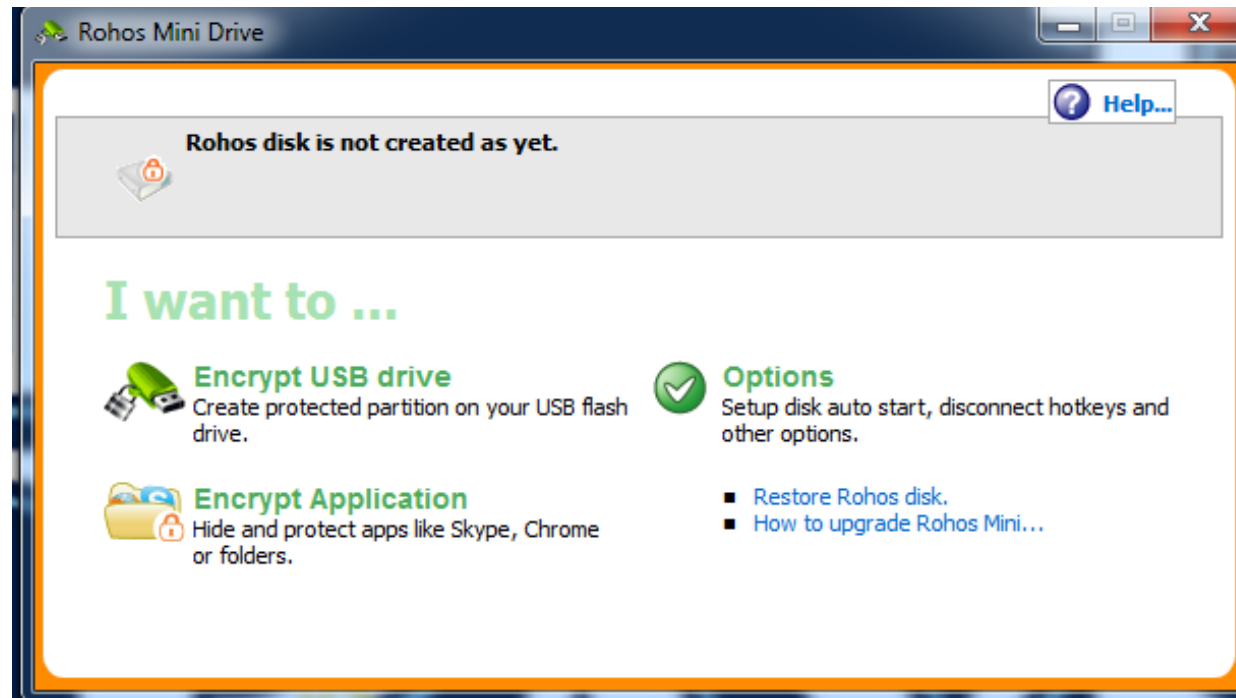 Rohos Mini Drive
Help...
Rohos disk is not created as yet.
I want to ...
Encrypt USB drive
Create protected partition on your USB flash
drive.
Options
Setup disk auto start, disconnect hotkeys and
other options.
Encrypt Application
Hide and protect apps like Skype, Chrome
or folders.
Restore Rohos disk.
How to upgrade Rohos Mini...